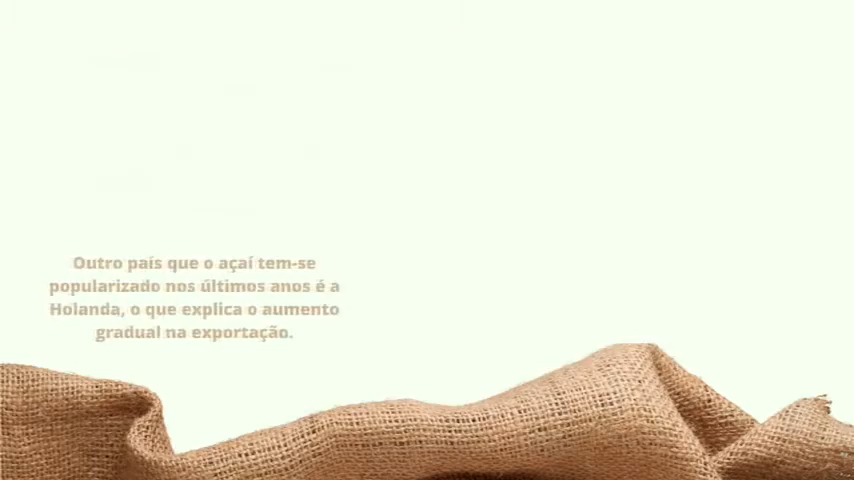 Outro país que o açaí tem-se
popularizado nos últimos anos é a
Holanda, o que explica o aumento
gradual na exportação.